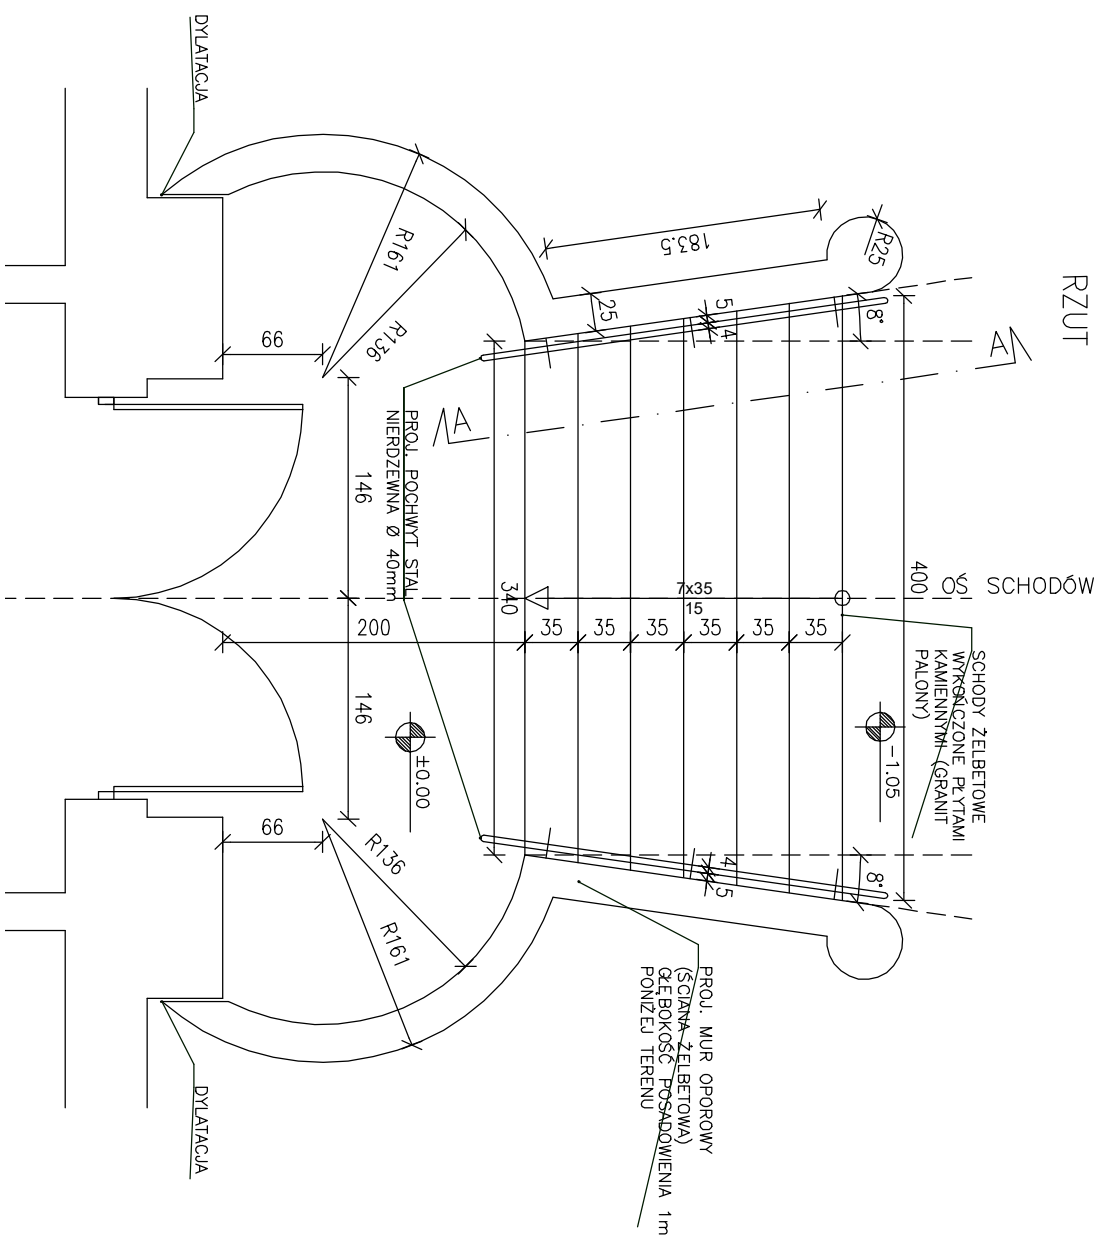 RZUT
OŚ SCHODÓW
DYLATACJA
R161
R136
183.5
R25
25
5
4
8°
A
A
66
146
PROJ. POCHWYT STAL
NIERDZEWNA Ø 40mm
340
7x35
15
400
200
35
35
35
35
35
35
SCHODY ŻELBETOWE
WYKOŃCZONE PŁYTAMI
KAMIENNYMI (GRANIT
PALONY)
146
±0.00
-1.05
66
R136
R161
4
5
8°
PROJ. MUR OPOROWY
(ŚCIANA ŻELBETOWA)
GŁĘBOKOŚĆ POSADOWIENIA 1m
PONIŻEJ TERENU
DYLATACJA